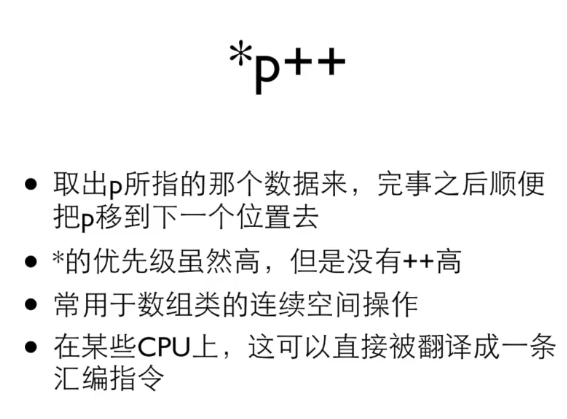 *p++
• 取出p所指的那个数据来，完事之后顺便
把p移到下一个位置去
• *的优先级虽然高，但是没有++高
• 常用于数组类的连续空间操作
• 在某些CPU上，这可以直接被翻译成一条
汇编指令